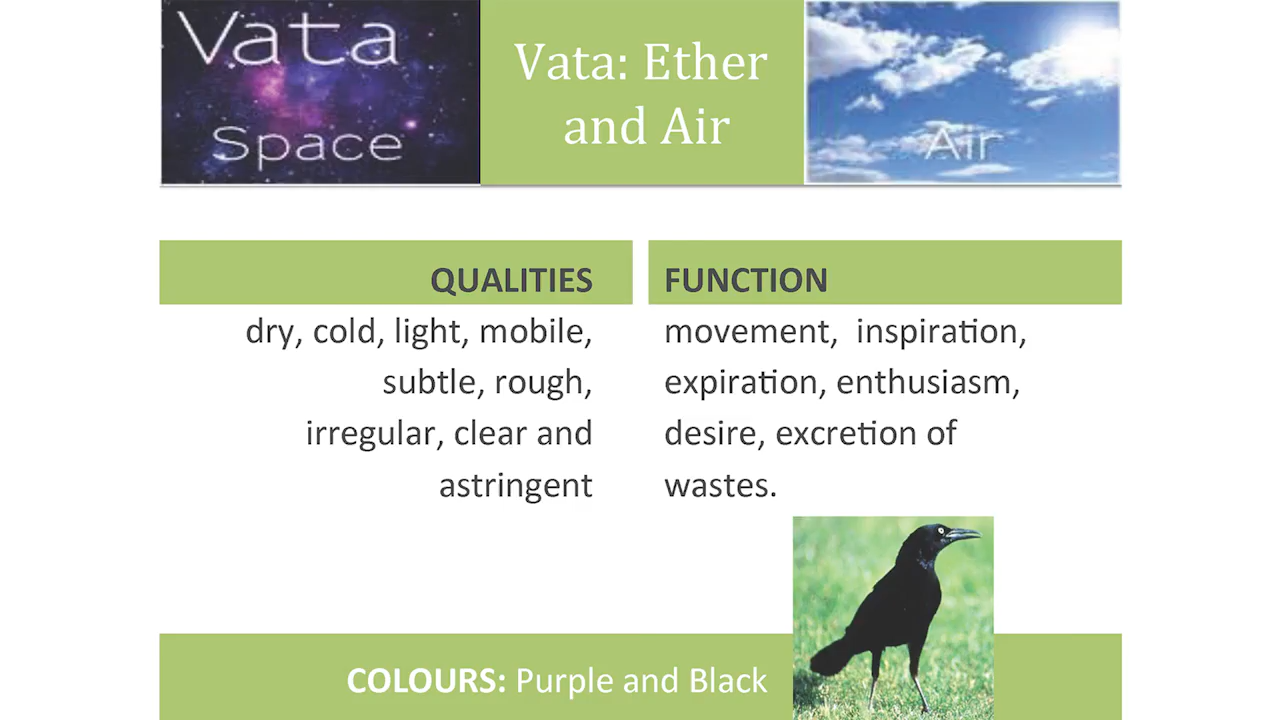 Vata
Space
Vata: Ether
and Air
Air
QUALITIES
dry, cold, light, mobile,
subtle, rough,
irregular, clear and
astringent
FUNCTION
movement,  inspiration,
expiration, enthusiasm,
desire, excretion of
wastes.
COLOURS: Purple and Black